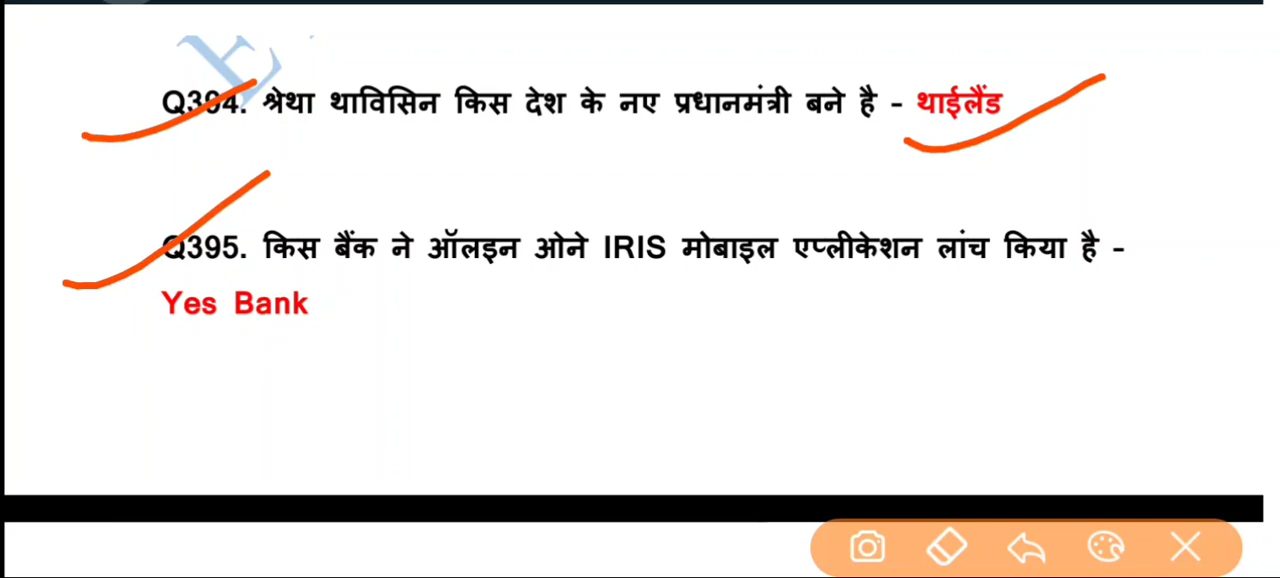 Q394. श्रेथा थाविसिन किस देश के नए प्रधानमंत्री बने है - थाईलैंड
Q395. किस बैंक ने ऑलइन ओने IRIS मोबाइल एप्लीकेशन लांच किया है -
Yes Bank